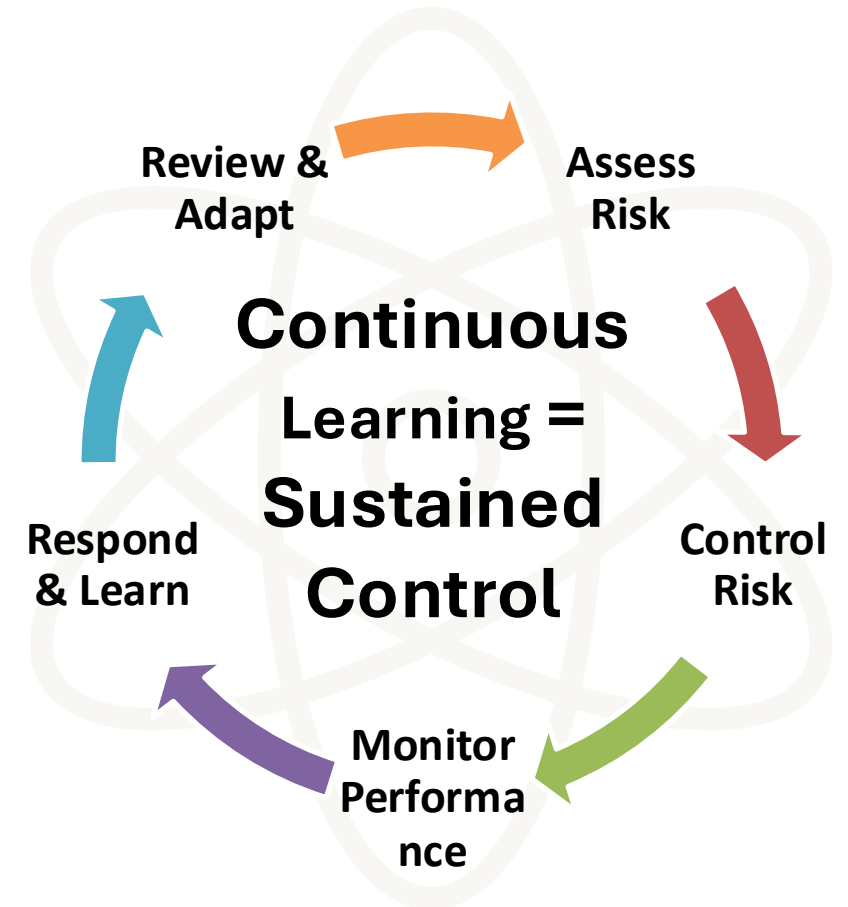 Review &
Adapt
Assess
Risk
Continuous
Learning =
Sustained
Control
Respond
& Learn
Control
Risk
Monitor
Performa
nce